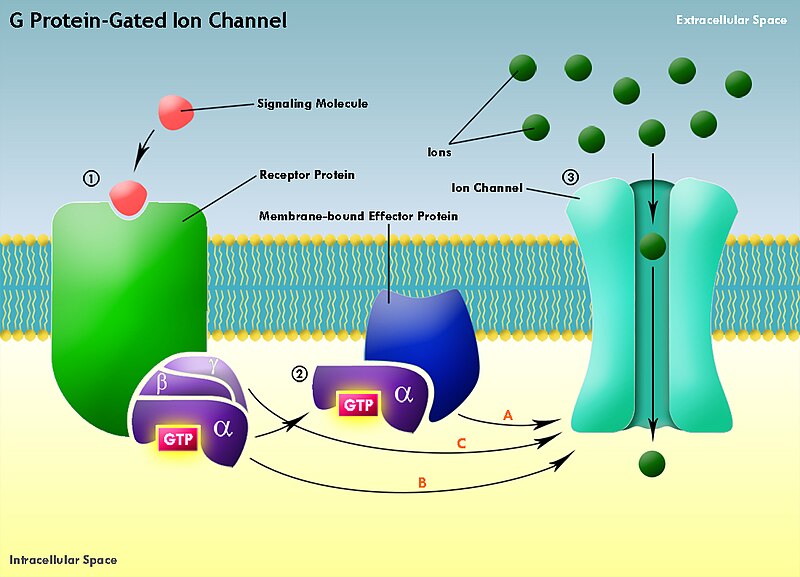 G Protein-Gated Ion Channel
Extracellular Space
Signaling Molecule
Ions
①
Receptor Protein
③
Ion Channel
Membrane-bound Effector Protein
γ
β
α
GTP
②
α
GTP
A
C
B
Intracellular Space